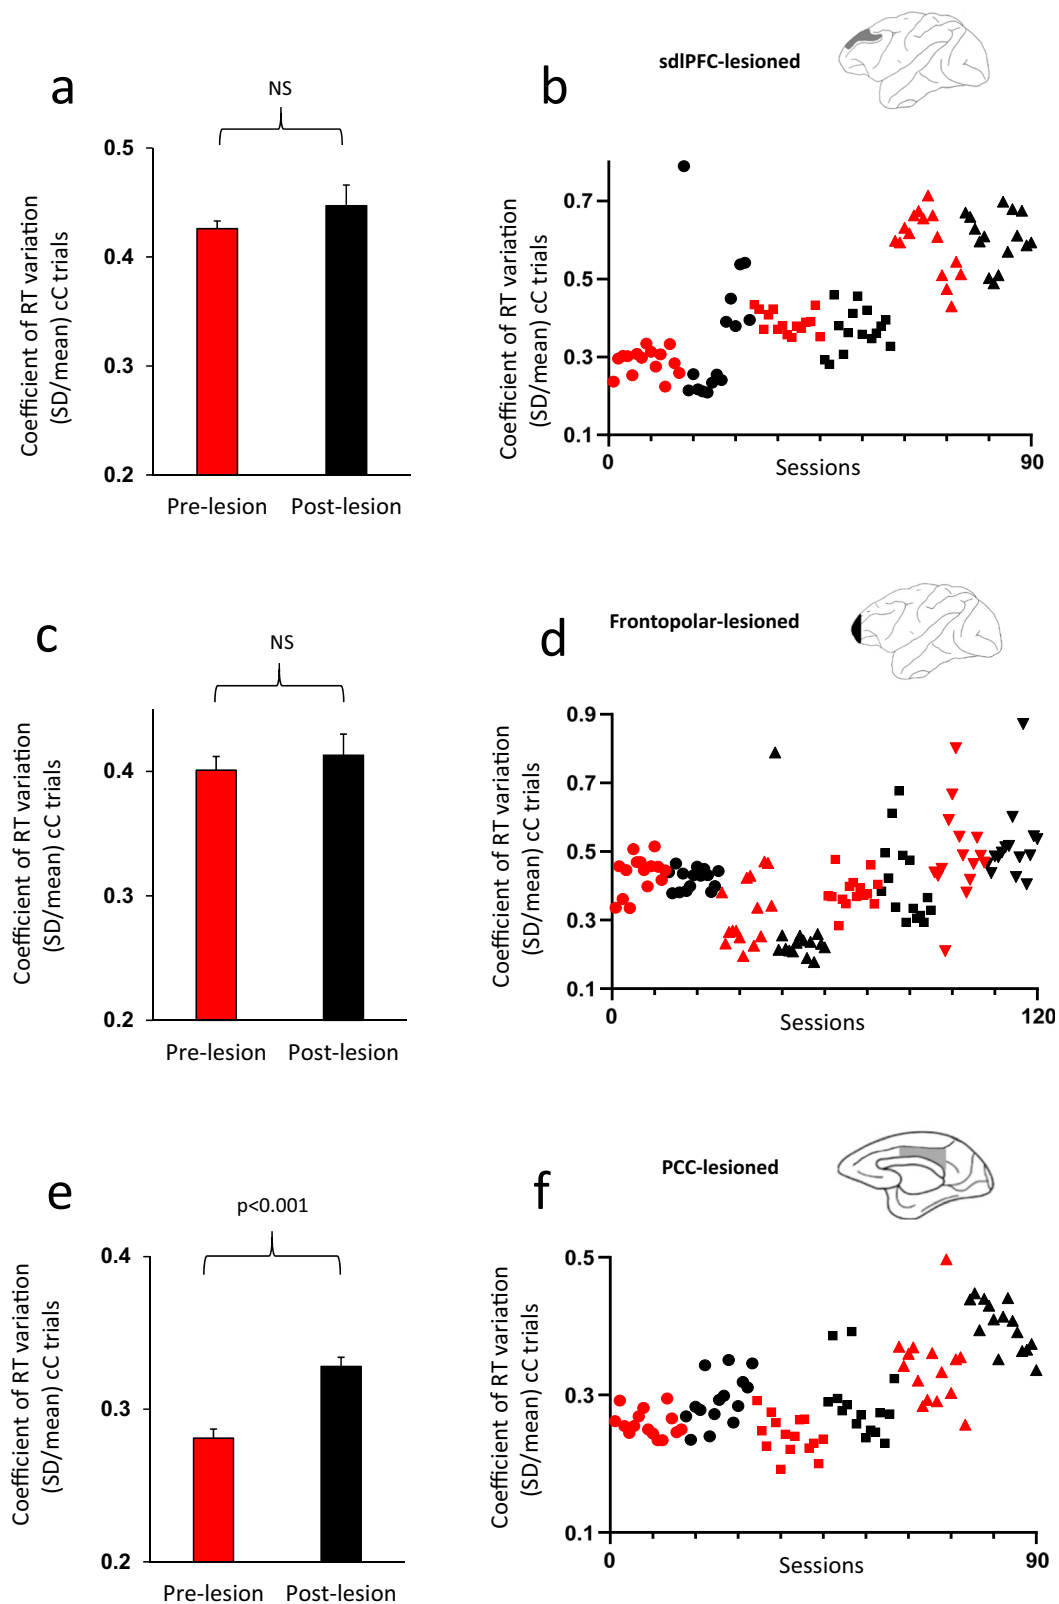 a
NS
0.5
0.4
0.3
0.2
Coefficient of RT variation
(SD/mean) cC trials
Pre-lesion Post-lesion
b
sdlPFC-lesioned
0.7
0.5
0.3
0.1
Coefficient of RT variation
(SD/mean) cC trials
0 Sessions 90
c
NS
0.4
0.3
0.2
Coefficient of RT variation
(SD/mean) cC trials
Pre-lesion Post-lesion
d
Frontopolar-lesioned
0.9
0.7
0.5
0.3
0.1
Coefficient of RT variation
(SD/mean) cC trials
0 Sessions 120
e
p<0.001
0.4
0.3
0.2
Coefficient of RT variation
(SD/mean) cC trials
Pre-lesion Post-lesion
f
PCC-lesioned
0.5
0.3
0.1
Coefficient of RT variation
(SD/mean) cC trials
0 Sessions 90